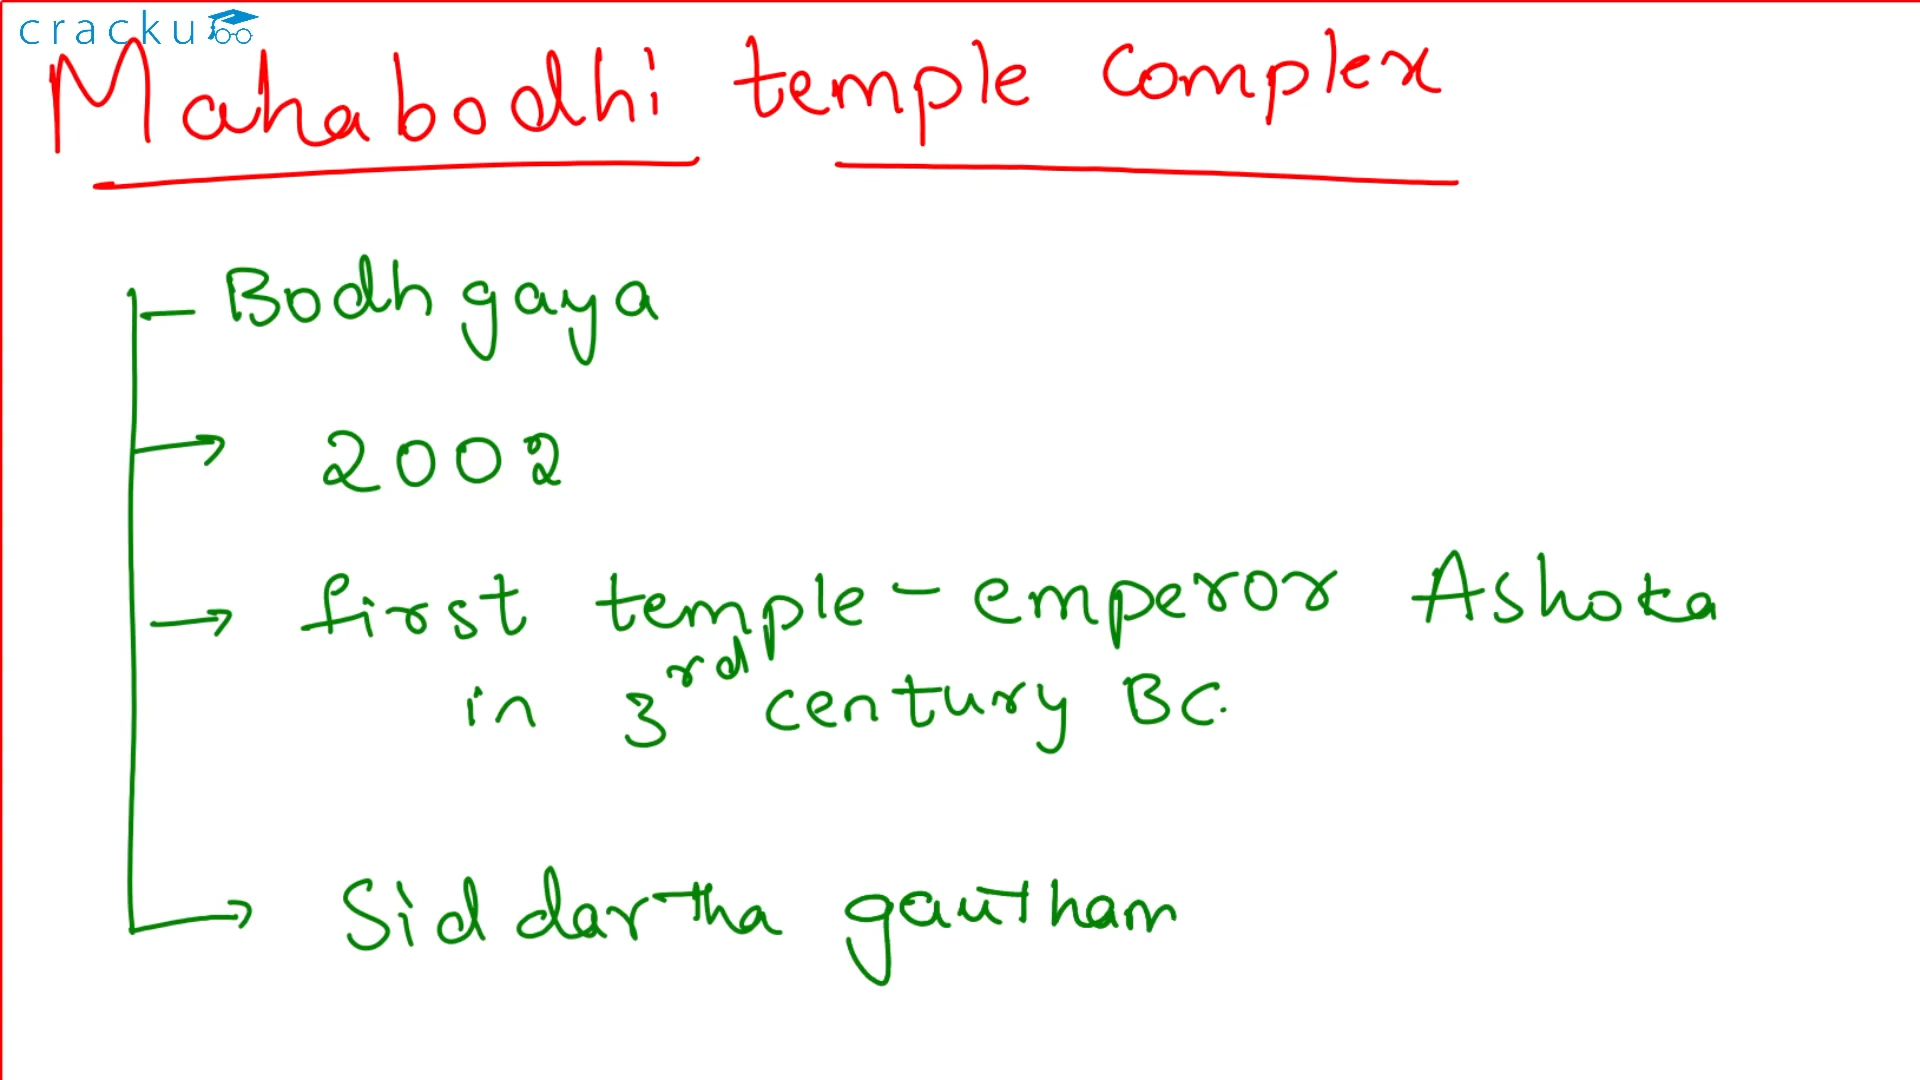 cracku
Mahabodhi temple complex
- Bodhgaya
→ 2002
→ first temple - emperor Ashoka
in 3rd century BC.
→ Siddartha gautham